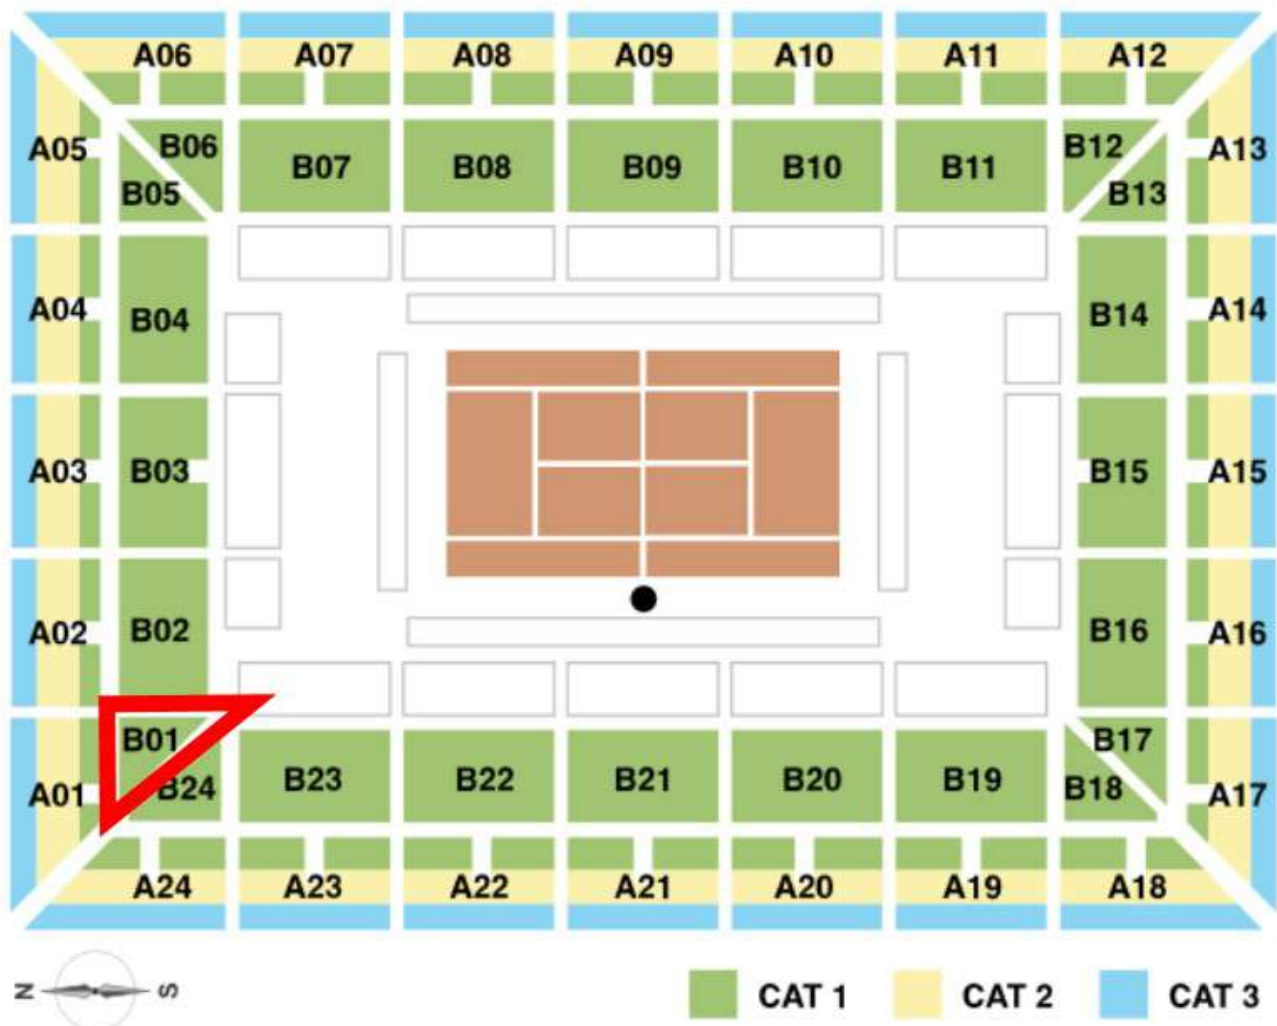 A06 A07 A08 A09 A10 A11 A12
A05 B06 B12 A13
B07 B08 B09 B10 B11
B05 B13
A04 B04 B14 A14
A03 B03 B15 A15
A02 B02 B16 A16
B01 B17
B23 B22 B21 B20 B19
A01 B24 B18 A17
A24 A23 A22 A21 A20 A19 A18
N S
CAT 1 CAT 2 CAT 3